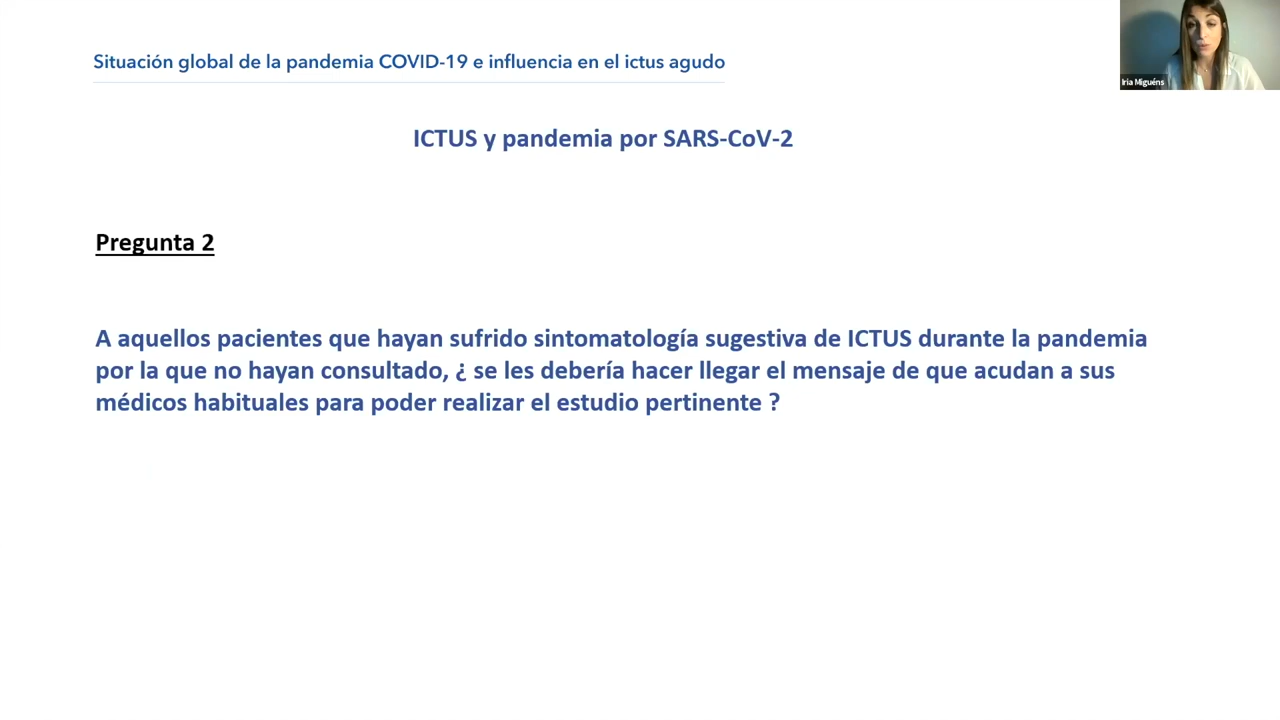 Situación global de la pandemia COVID-19 e influencia en el ictus agudo
Iria Miguéns
ICTUS y pandemia por SARS-CoV-2
Pregunta 2
A aquellos pacientes que hayan sufrido sintomatología sugestiva de ICTUS durante la pandemia
por la que no hayan consultado, ¿ se les debería hacer llegar el mensaje de que acudan a sus
médicos habituales para poder realizar el estudio pertinente ?